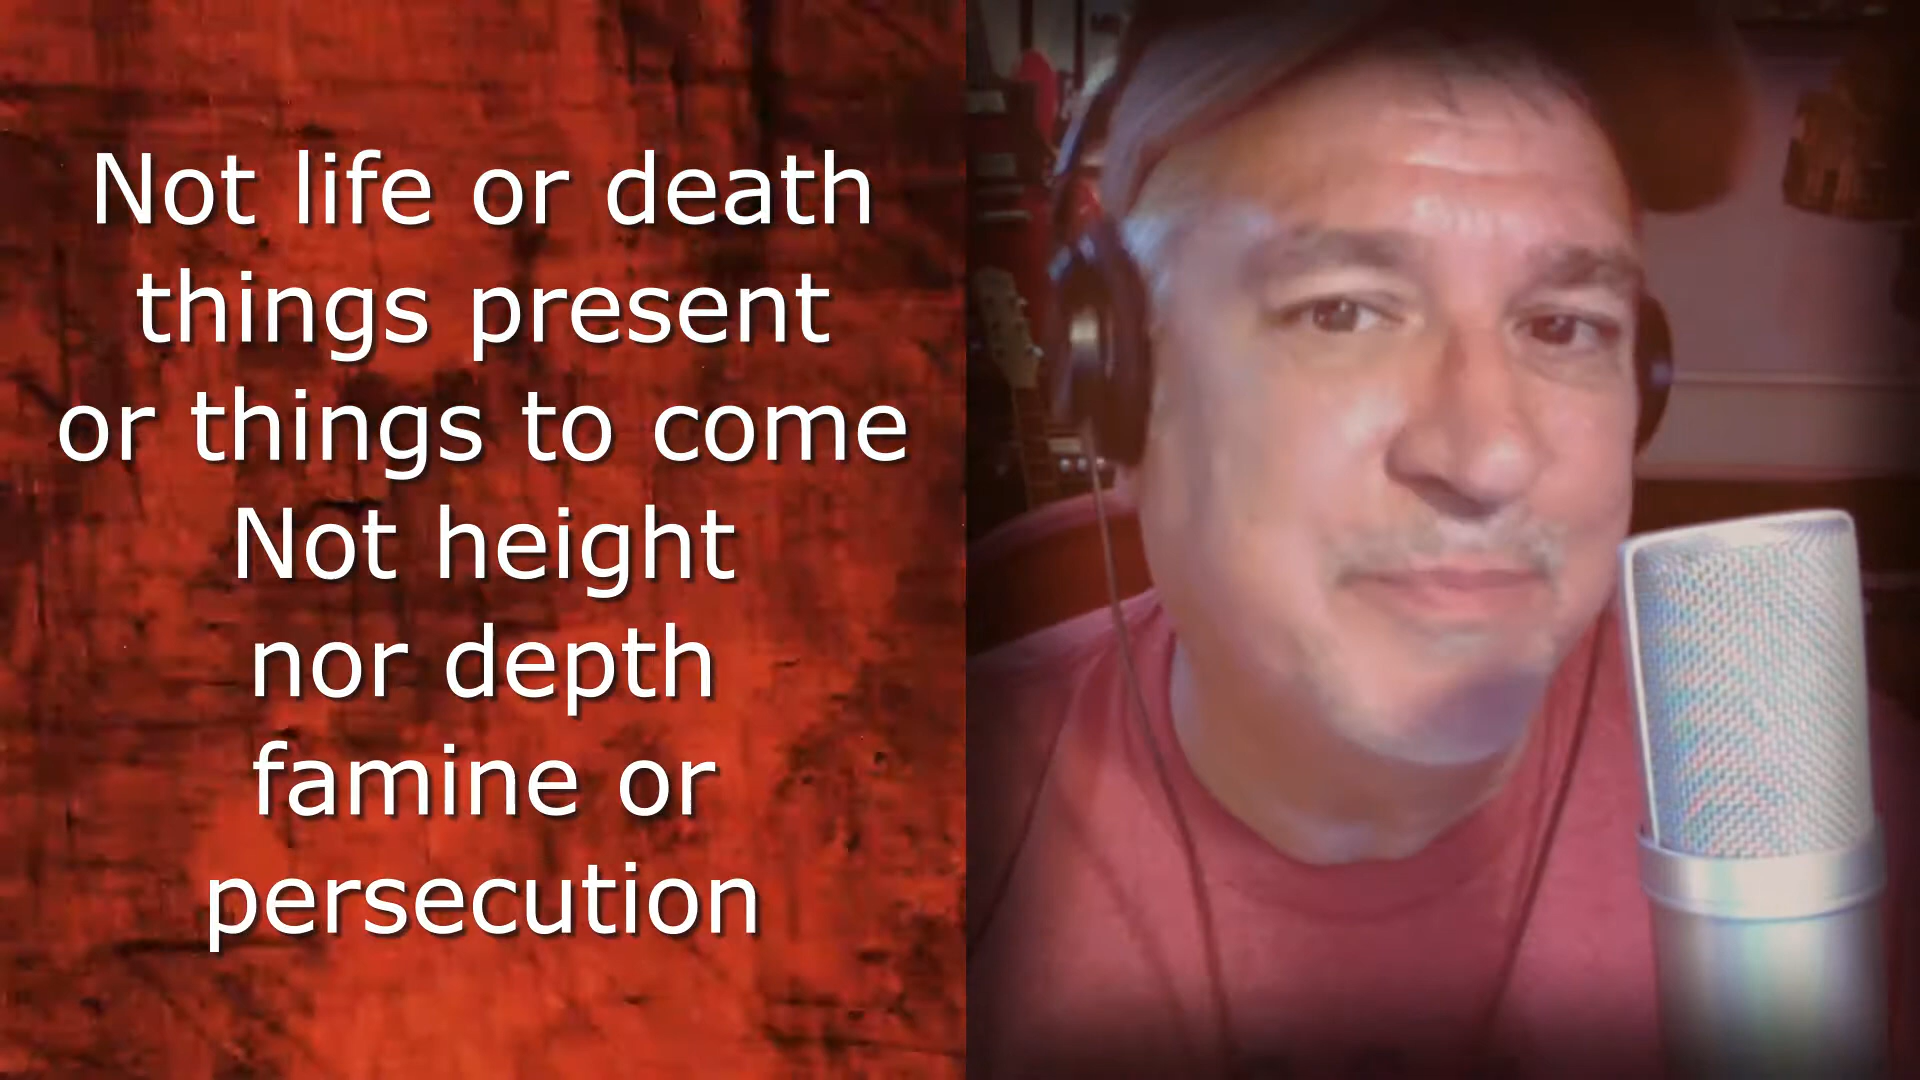 Not life or death
things present
or things to come
Not height
nor depth
famine or
persecution